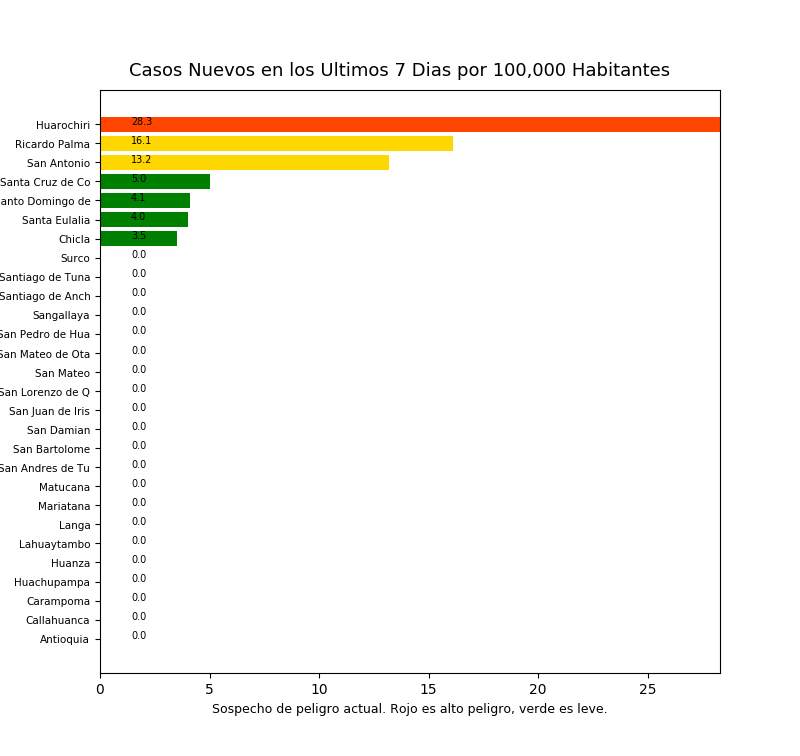 Casos Nuevos en los Ultimos 7 Dias por 100,000 Habitantes
Huarochiri 28.3
Ricardo Palma 16.1
San Antonio 13.2
Santa Cruz de Co 5.0
anto Domingo de 4.1
Santa Eulalia 4.0
Chicla 3.5
Surco 0.0
Santiago de Tuna 0.0
Santiago de Anch 0.0
Sangallaya 0.0
San Pedro de Hua 0.0
San Mateo de Ota 0.0
San Mateo 0.0
San Lorenzo de Q 0.0
San Juan de Iris 0.0
San Damian 0.0
San Bartolome 0.0
San Andres de Tu 0.0
Matucana 0.0
Mariatana 0.0
Langa 0.0
Lahuaytambo 0.0
Huanza 0.0
Huachupampa 0.0
Carampoma 0.0
Callahuanca 0.0
Antioquia 0.0
0 5 10 15 20 25
Sospecho de peligro actual. Rojo es alto peligro, verde es leve.